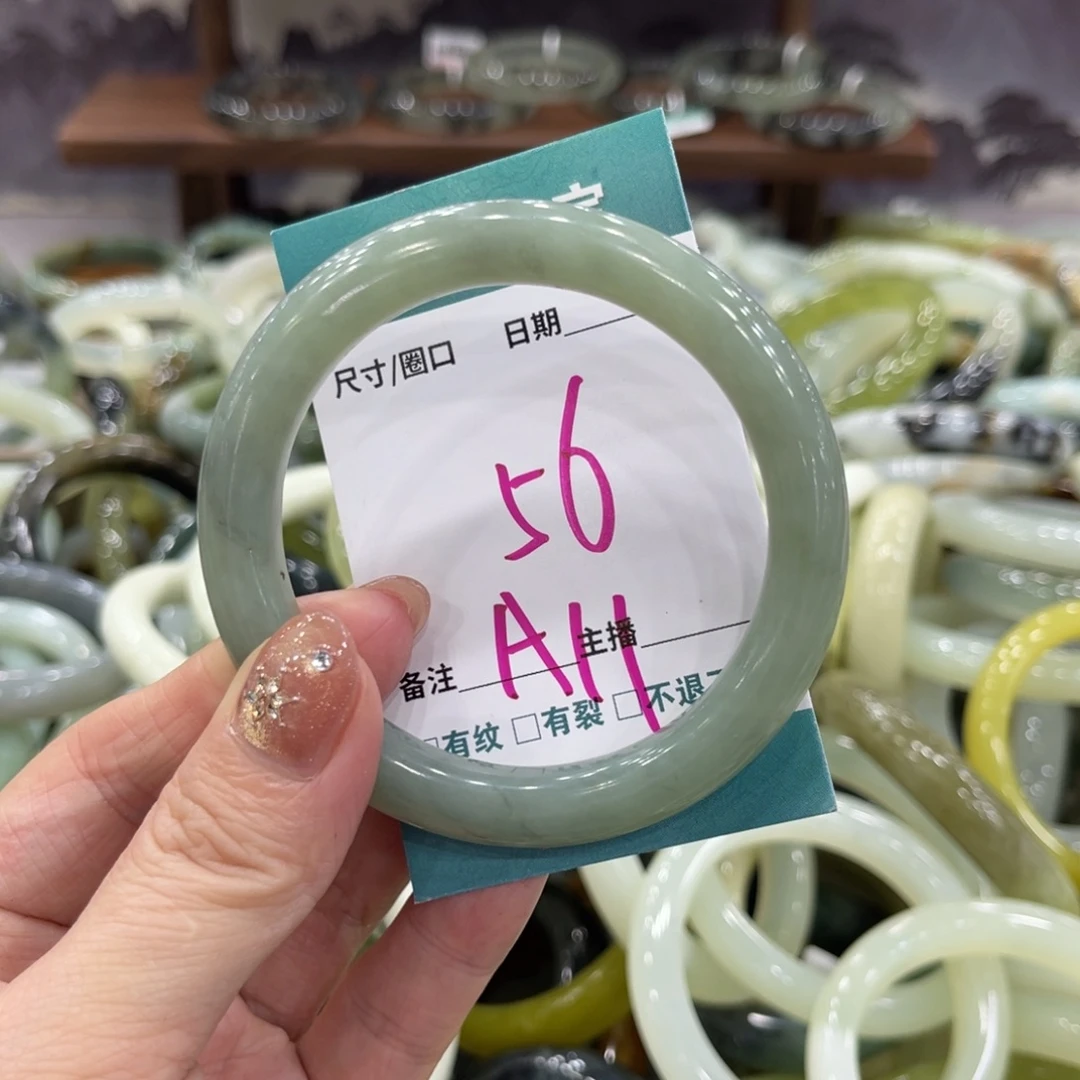 日期
尺寸/圈口
56
A11
主播
备注
有纹 □有裂 □不退